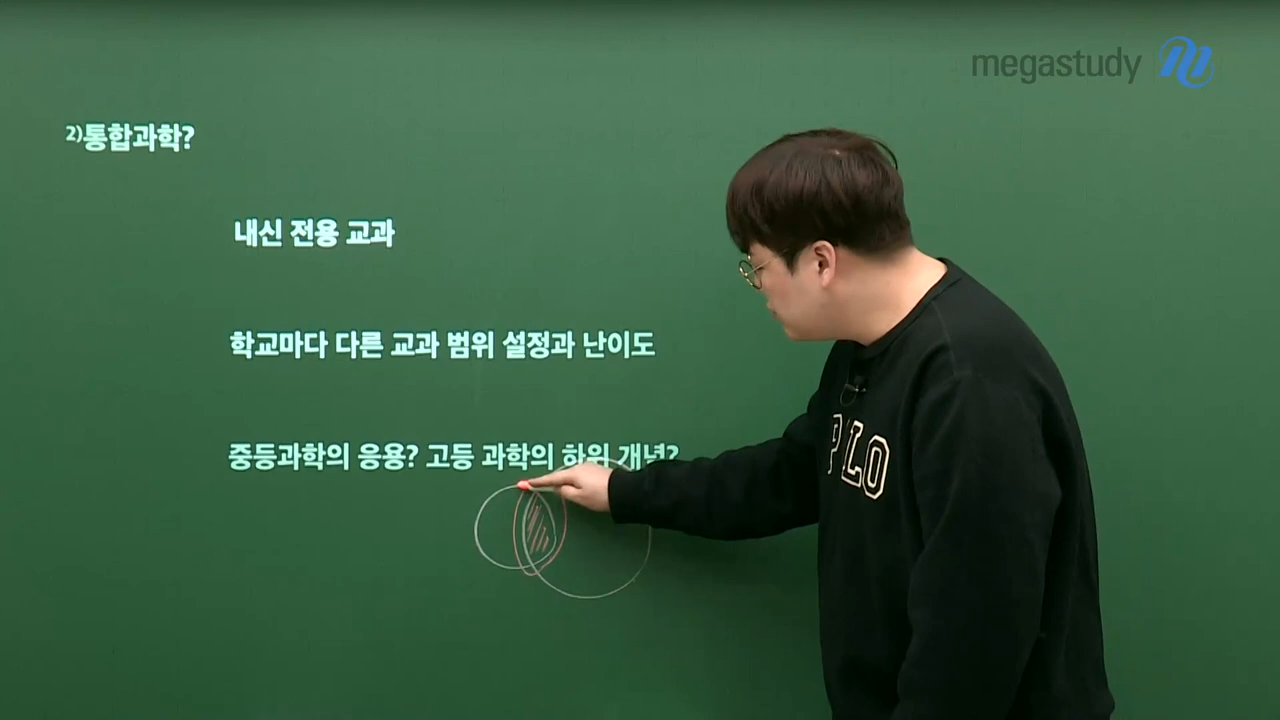 megastudy
2)통합과학?
내신 전용 교과
학교마다 다른 교과 범위 설정과 난이도
중등과학의 응용? 고등 과학의 하위 개념?
POLO